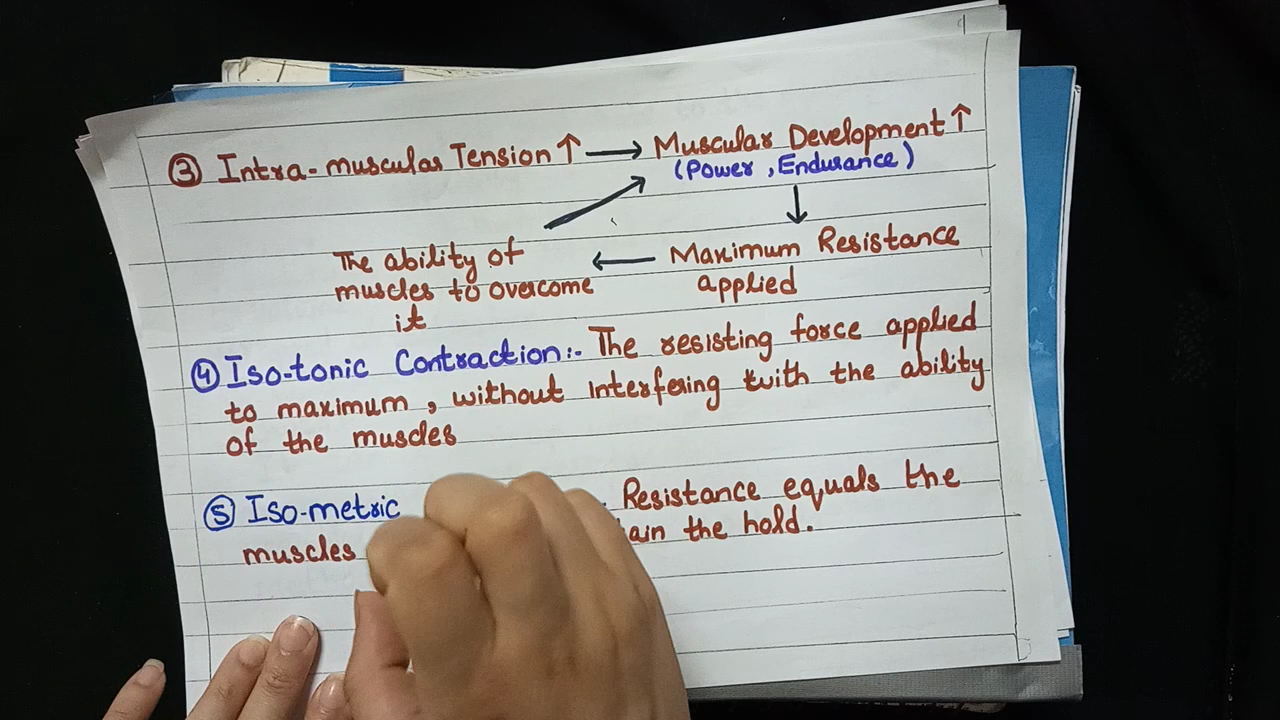 ③ Intra-muscular Tension ↑ → Muscular Development ↑
(Power, Endurance)
The ability of
muscles to overcome
it
← Maximum Resistance
applied
④ Iso-tonic Contraction:- The resisting force applied
to maximum, without interfering with the ability
of the muscles
⑤ Iso-metric Resistance equals the
muscles the hold.